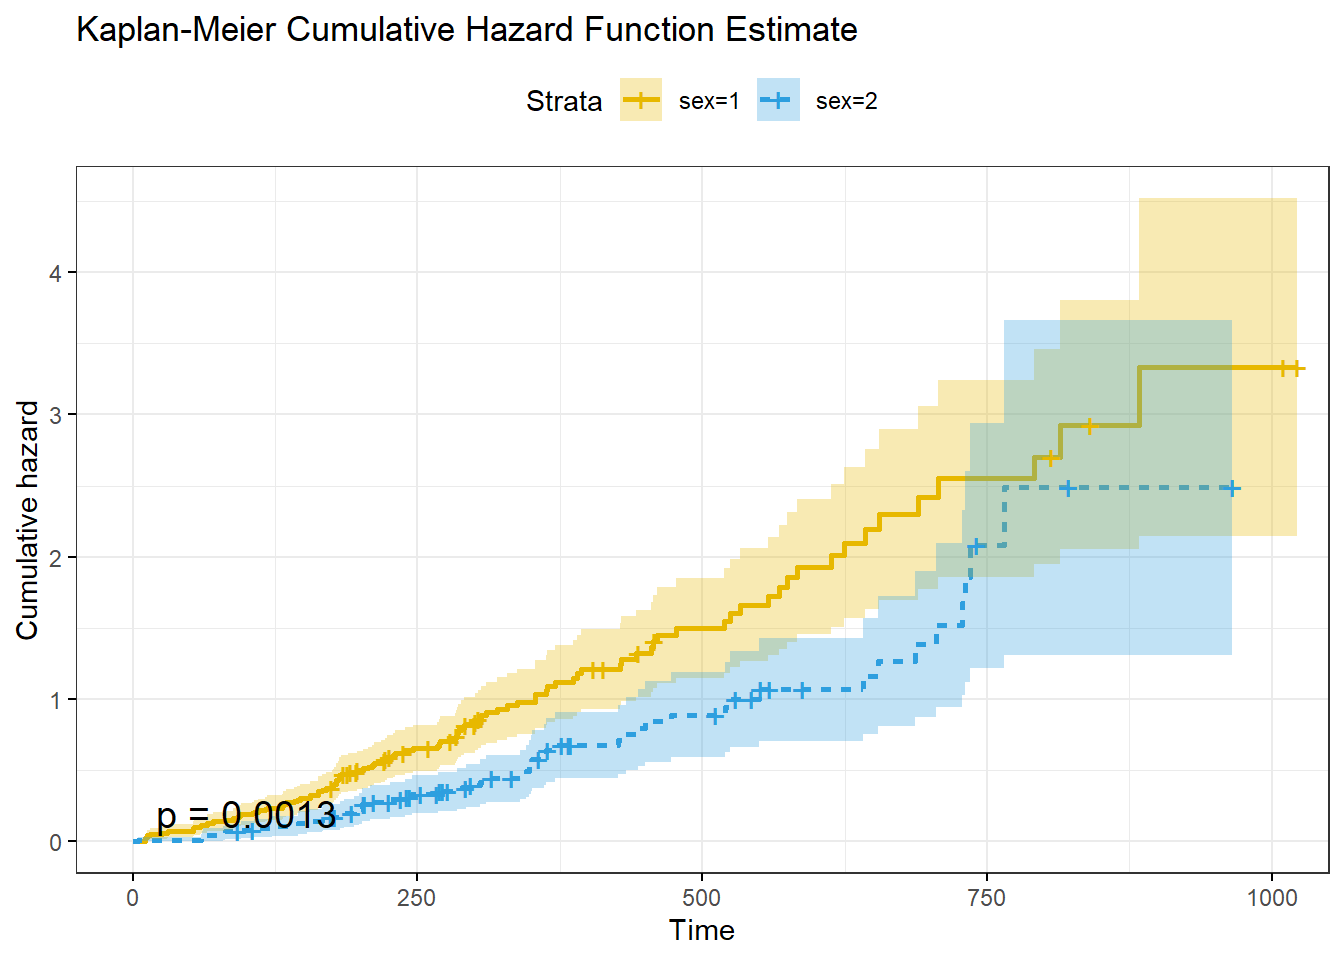 Kaplan-Meier Cumulative Hazard Function Estimate
Strata sex=1 sex=2
Cumulative hazard
4
3
2
1
0
p = 0.0013
0 250 500 750 1000
Time